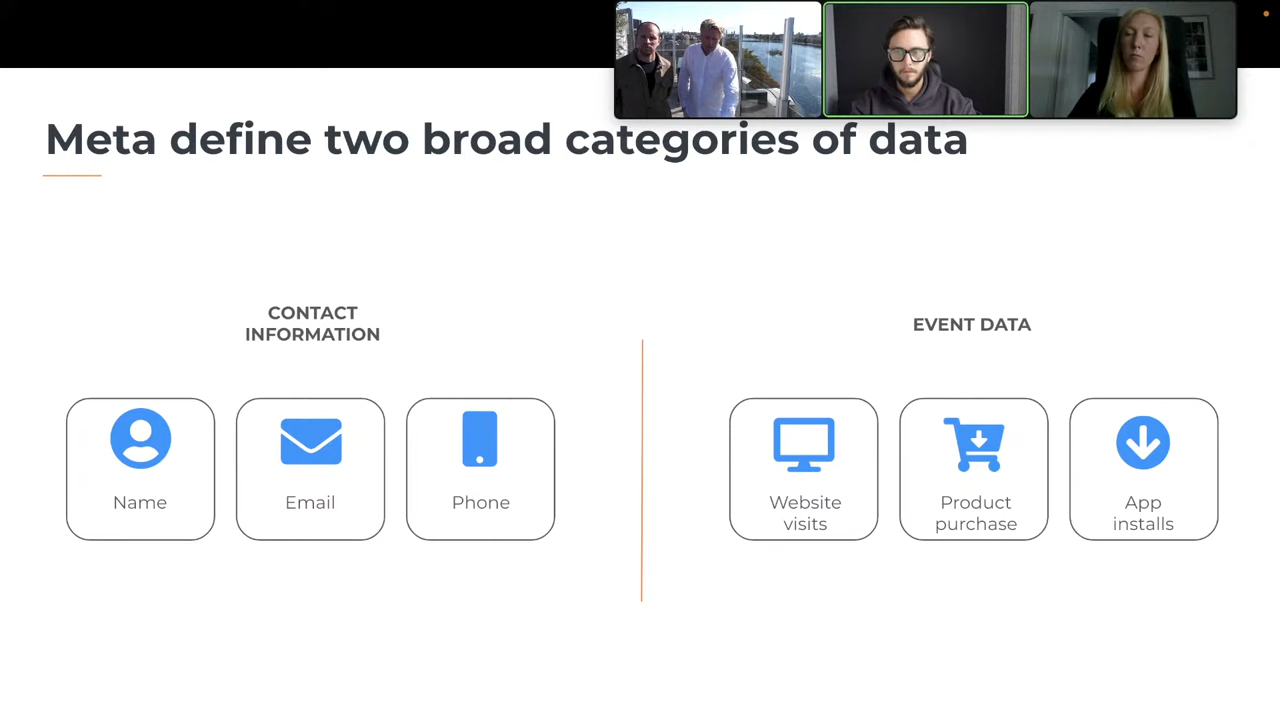 Meta define two broad categories of data
CONTACT
INFORMATION
Name
Email
Phone
EVENT DATA
Website
visits
Product
purchase
App
installs